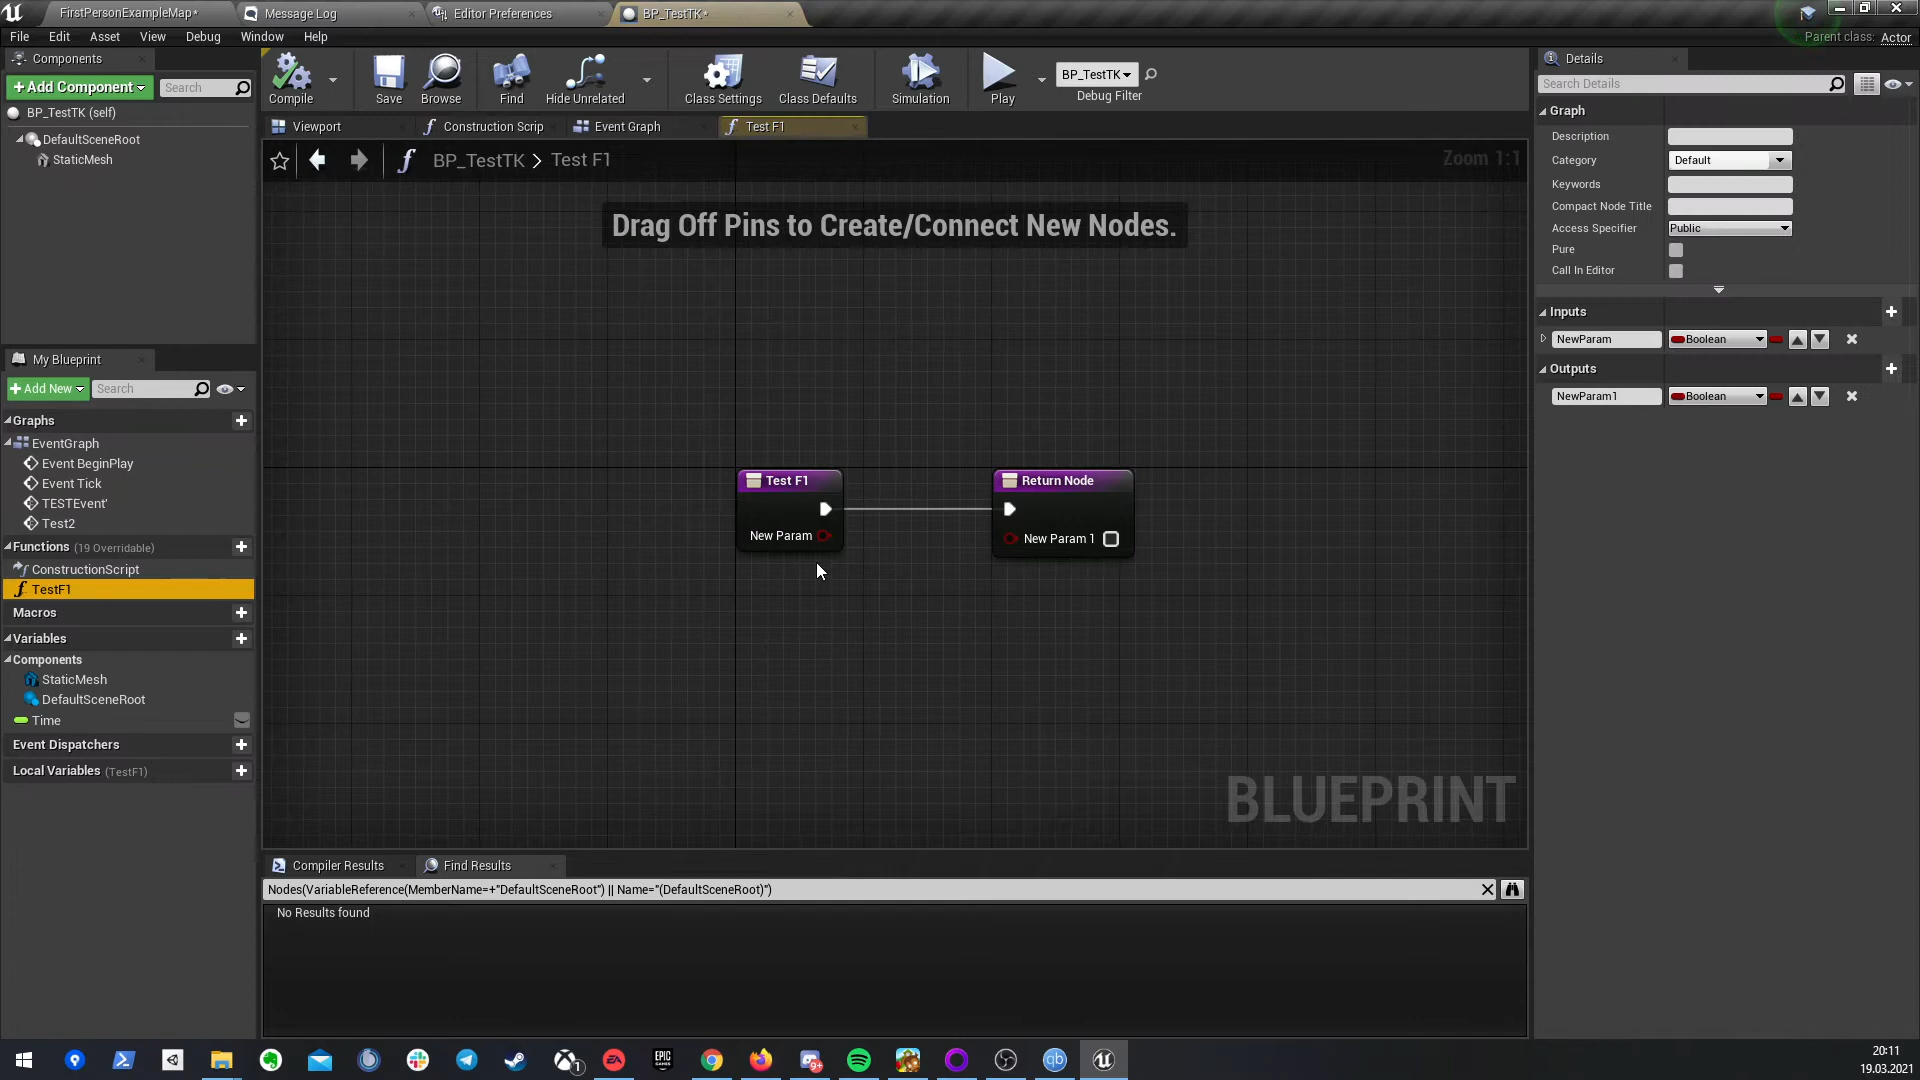 FirstPersonExampleMap*
Message Log
Editor Preferences
BP_TestTK*
File Edit Asset View Debug Window Help
Parent class: Actor
Components
+Add Component
Search
BP_TestTK (self)
DefaultSceneRoot
StaticMesh
Compile
Save
Browse
Find
Hide Unrelated
Class Settings
Class Defaults
Simulation
Play
BP_TestTK
Debug Filter
Viewport
Construction Scrip
Event Graph
Test F1
BP_TestTK > Test F1
Zoom 1:1
Drag Off Pins to Create/Connect New Nodes.
Test F1
New Param
Return Node
New Param 1
BLUEPRINT
My Blueprint
+Add New
Search
Graphs
EventGraph
Event BeginPlay
Event Tick
TESTEvent'
Test2
Functions (19 Overridable)
ConstructionScript
TestF1
Macros
Variables
Components
StaticMesh
DefaultSceneRoot
Time
Event Dispatchers
Local Variables (TestF1)
Compiler Results
Find Results
Nodes(VariableReference(MemberName=+"DefaultSceneRoot") || Name="(DefaultSceneRoot)")
No Results found
Details
Search Details
Graph
Description
Category Default
Keywords
Compact Node Title
Access Specifier Public
Pure
Call In Editor
Inputs
NewParam Boolean
Outputs
NewParam1 Boolean
1
EA
EPIC GAMES
9+
qb
20:11
19.03.2021